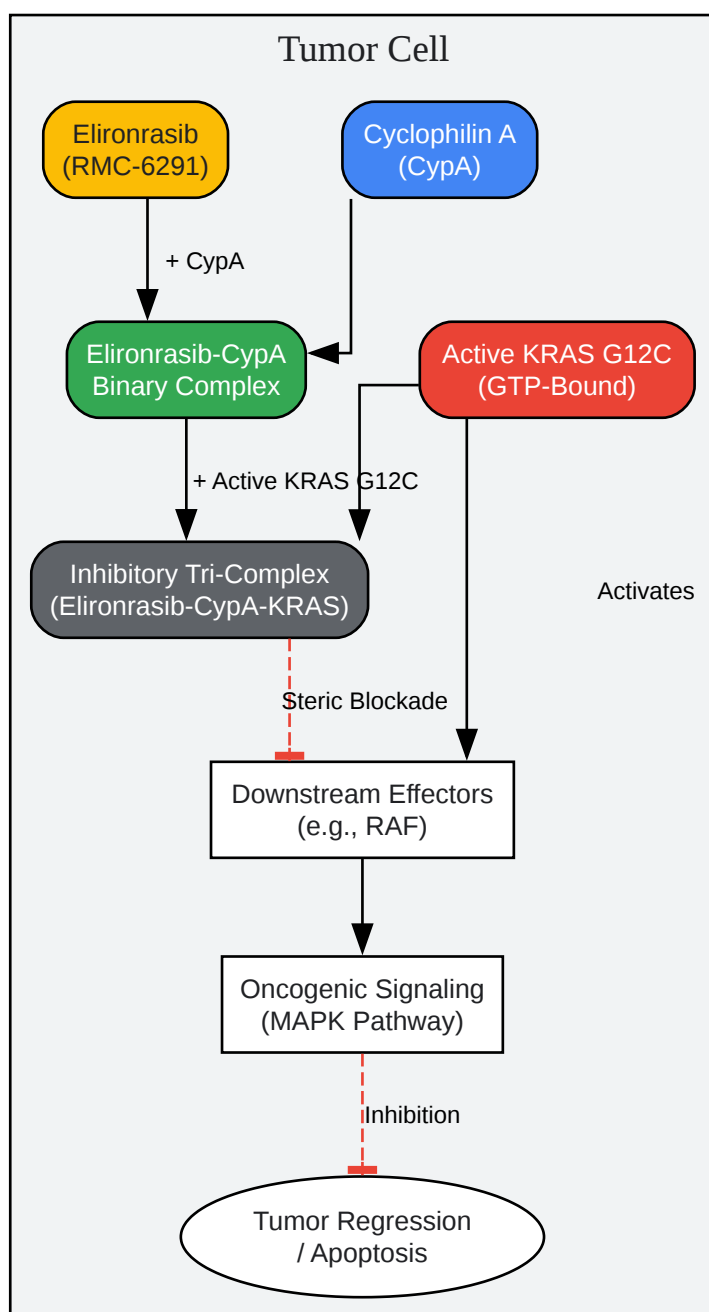 Tumor Cell
Elironrasib
(RMC-6291)
Cyclophilin A
(CypA)
+ CypA
Elironrasib-CypA
Binary Complex
Active KRAS G12C
(GTP-Bound)
+ Active KRAS G12C
Inhibitory Tri-Complex
(Elironrasib-CypA-KRAS)
Activates
Steric Blockade
Downstream Effectors
(e.g., RAF)
Oncogenic Signaling
(MAPK Pathway)
Inhibition
Tumor Regression
/ Apoptosis